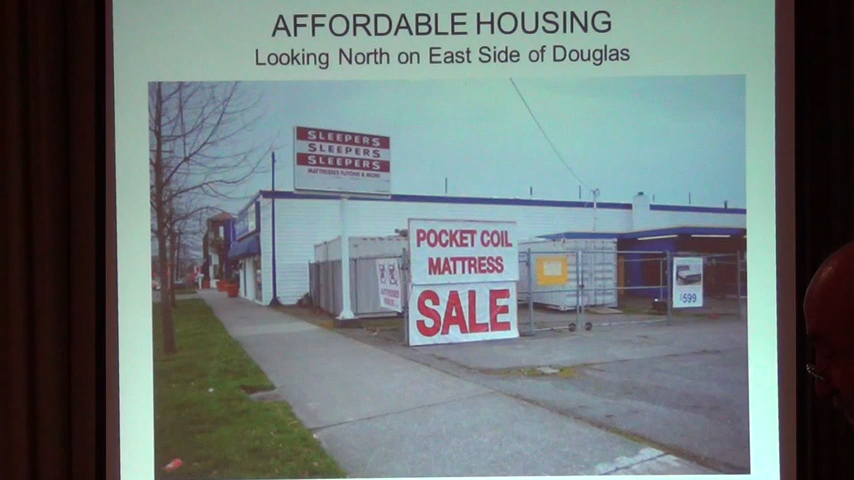 AFFORDABLE HOUSING
Looking North on East Side of Douglas
SLEEPERS
SLEEPERS
SLEEPERS
MATTRESSES FUTONS & MORE
POCKET COIL
MATTRESS
SALE
$599